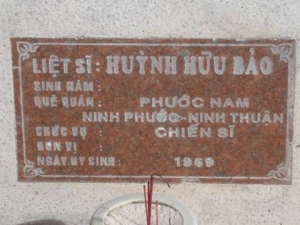 LIỆT SĨ: HUỲNH HỮU BẢO
SINH NĂM:
QUÊ QUÁN: PHƯỚC NAM
NINH PHƯỚC-NINH THUẬN
CHỨC VỤ: CHIẾN SĨ
ĐƠN VỊ:
NGÀY HY SINH: 1969